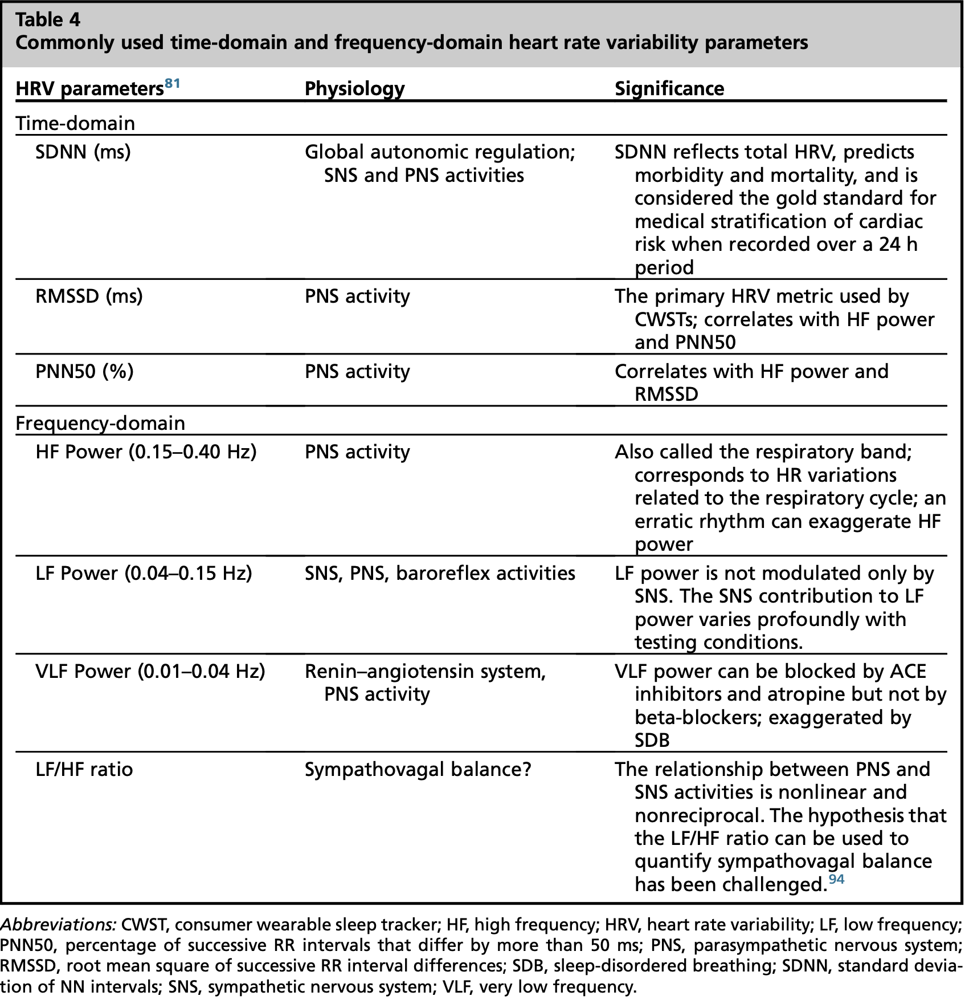 Table 4
Commonly used time-domain and frequency-domain heart rate variability parameters
HRV parameters81 Physiology Significance
Time-domain
SDNN (ms) Global autonomic regulation; SDNN reflects total HRV, predicts
SNS and PNS activities morbidity and mortality, and is
considered the gold standard for
medical stratification of cardiac
risk when recorded over a 24 h
period
RMSSD (ms) PNS activity The primary HRV metric used by
CWSTs; correlates with HF power
and PNN50
PNN50 (%) PNS activity Correlates with HF power and
RMSSD
Frequency-domain
HF Power (0.15–0.40 Hz) PNS activity Also called the respiratory band;
corresponds to HR variations
related to the respiratory cycle; an
erratic rhythm can exaggerate HF
power
LF Power (0.04–0.15 Hz) SNS, PNS, baroreflex activities LF power is not modulated only by
SNS. The SNS contribution to LF
power varies profoundly with
testing conditions.
VLF Power (0.01–0.04 Hz) Renin–angiotensin system, VLF power can be blocked by ACE
PNS activity inhibitors and atropine but not by
beta-blockers; exaggerated by
SDB
LF/HF ratio Sympathovagal balance? The relationship between PNS and
SNS activities is nonlinear and
nonreciprocal. The hypothesis that
the LF/HF ratio can be used to
quantify sympathovagal balance
has been challenged.94
Abbreviations: CWST, consumer wearable sleep tracker; HF, high frequency; HRV, heart rate variability; LF, low frequency;
PNN50, percentage of successive RR intervals that differ by more than 50 ms; PNS, parasympathetic nervous system;
RMSSD, root mean square of successive RR interval differences; SDB, sleep-disordered breathing; SDNN, standard devia-
tion of NN intervals; SNS, sympathetic nervous system; VLF, very low frequency.